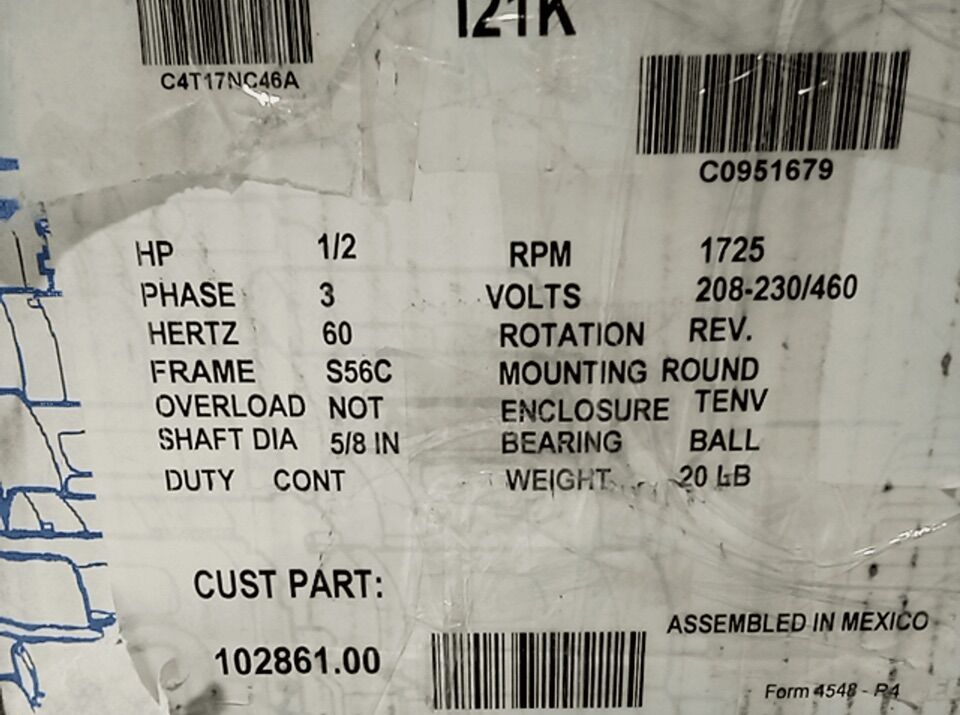 121K
C4T17NC46A
C0951679
HP 1/2 RPM 1725
PHASE 3 VOLTS 208-230/460
HERTZ 60 ROTATION REV.
FRAME S56C MOUNTING ROUND
OVERLOAD NOT ENCLOSURE TENV
SHAFT DIA 5/8 IN BEARING BALL
DUTY CONT WEIGHT 20 LB
CUST PART:
ASSEMBLED IN MEXICO
102861.00
Form 4548 - P4